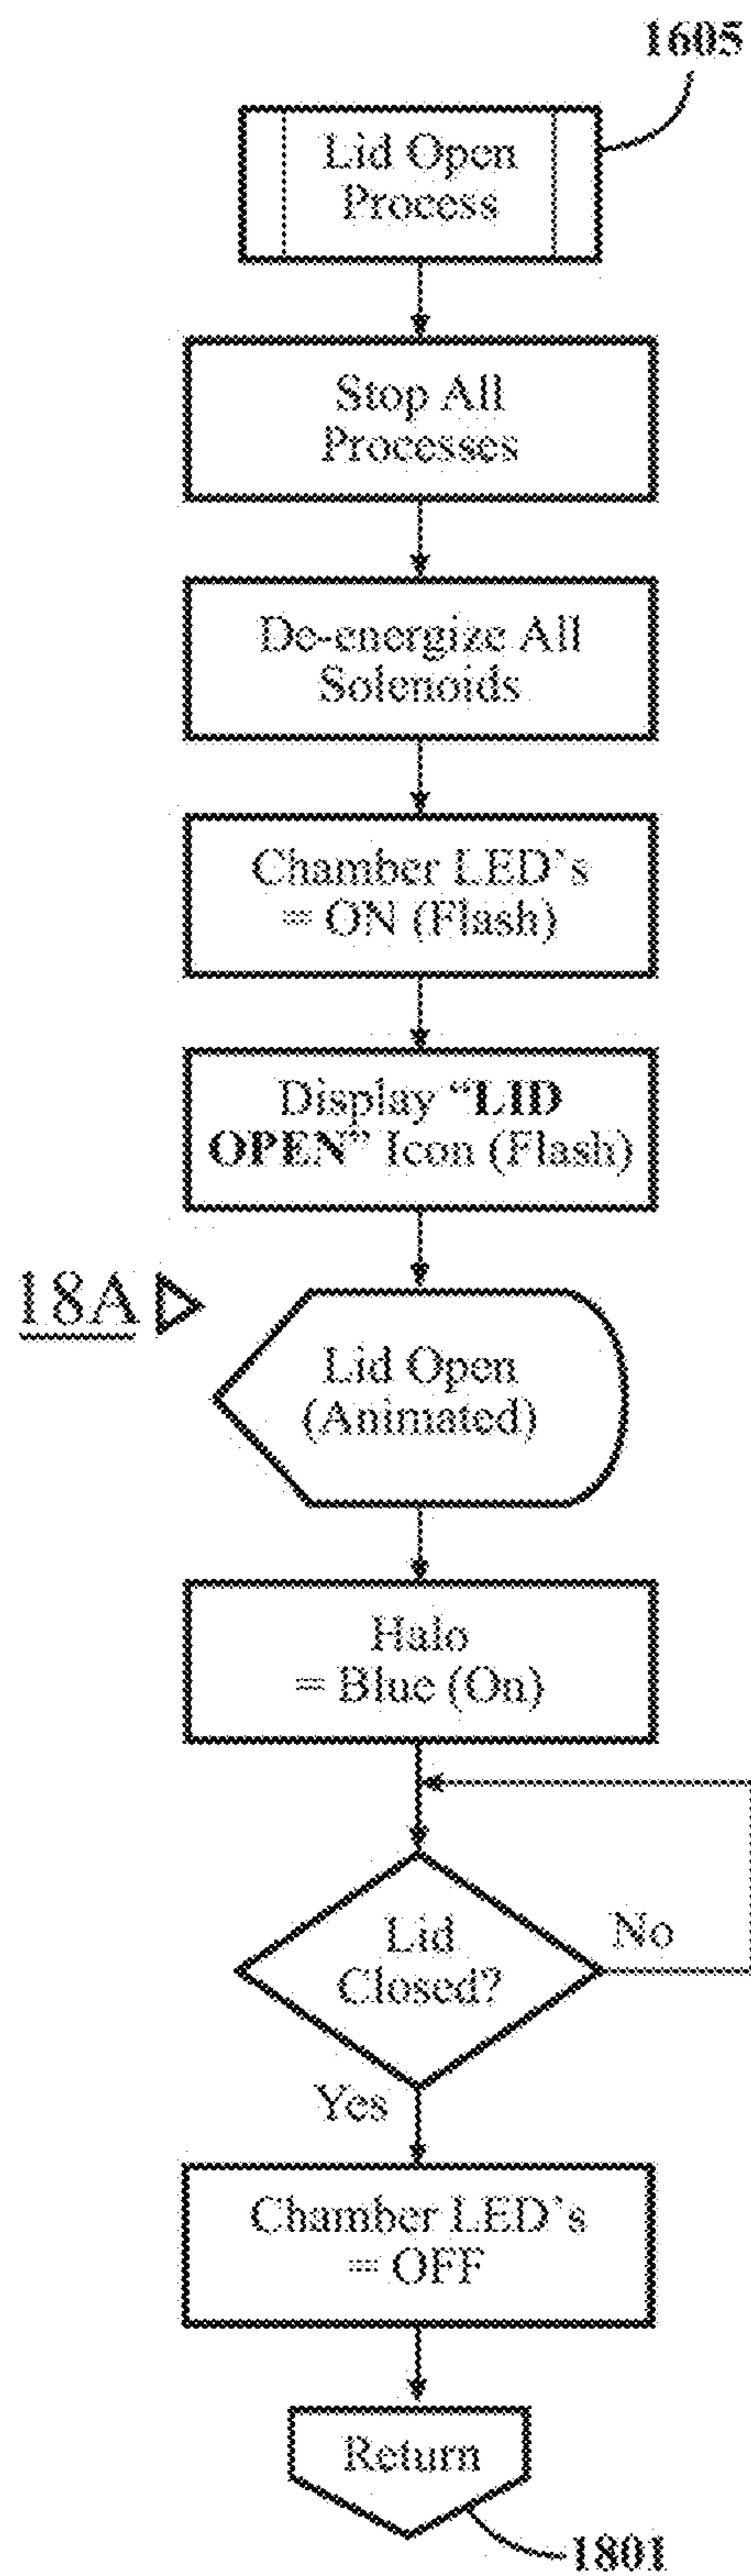 1605
Lid Open
Process
Stop All
Processes
De-energize All
Solenoids
Chamber LED's
= ON (Flash)
Display “LID
OPEN” Icon (Flash)
18A
Lid Open
(Animated)
Halo
= Blue (On)
Lid
Closed?
No
Yes
Chamber LED's
= OFF
Return
1801